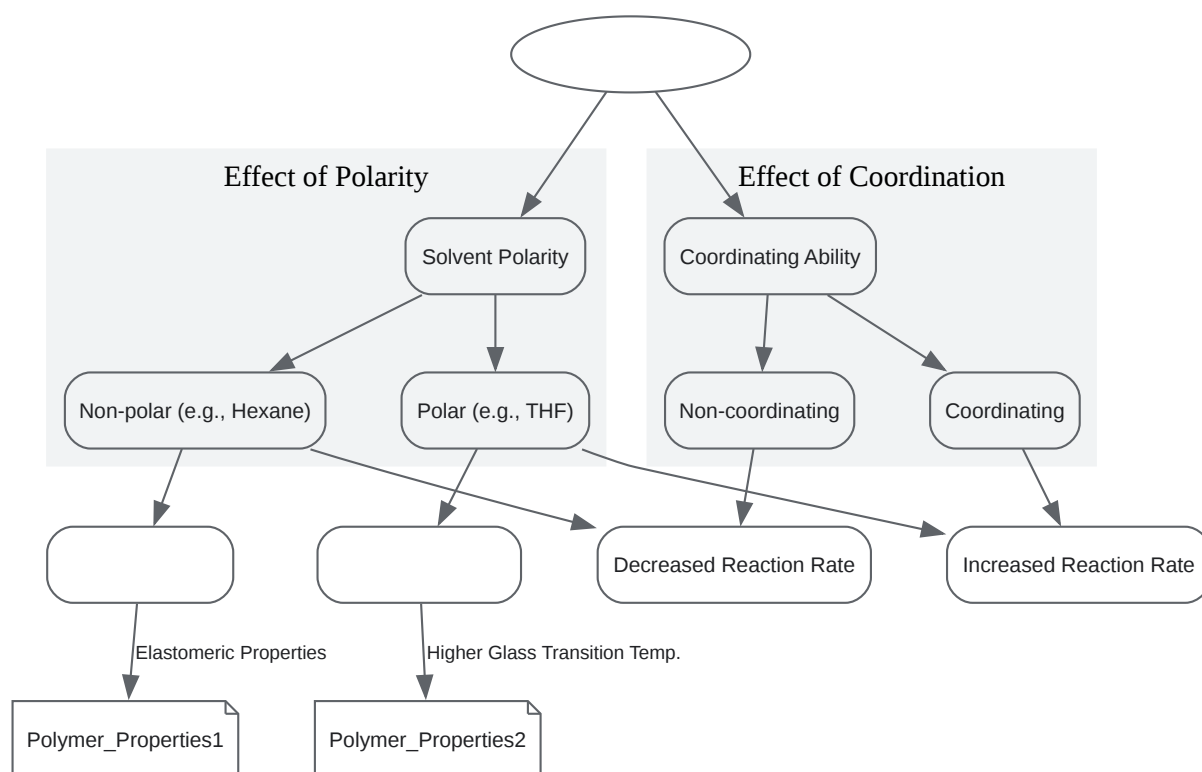 Effect of Polarity
Effect of Coordination
Solvent Polarity
Coordinating Ability
Non-polar (e.g., Hexane)
Polar (e.g., THF)
Non-coordinating
Coordinating
Decreased Reaction Rate
Increased Reaction Rate
Elastomeric Properties
Higher Glass Transition Temp.
Polymer_Properties1
Polymer_Properties2